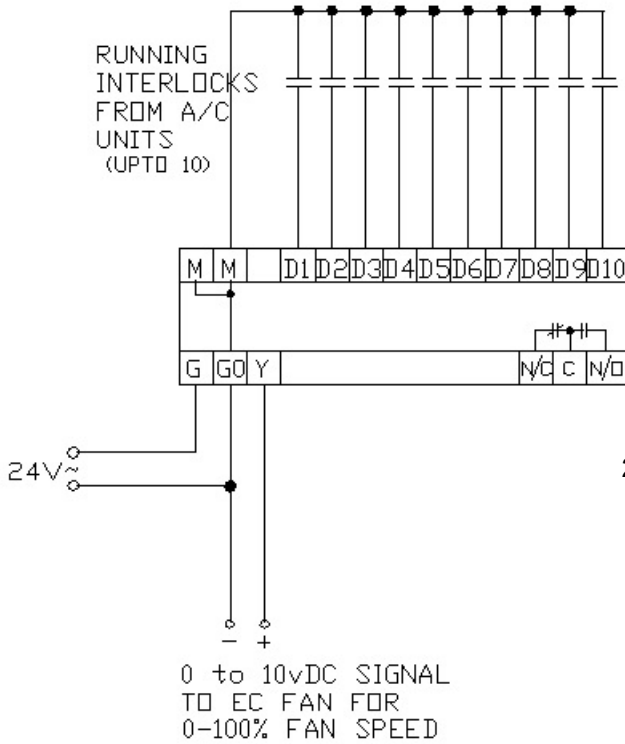 RUNNING
INTERLOCKS
FROM A/C
UNITS
(UPTO 10)
M M D1 D2 D3 D4 D5 D6 D7 D8 D9 D10
G G0 Y N/C C N/O
24V~
- +
0 to 10vDC SIGNAL
TO EC FAN FOR
0-100% FAN SPEED